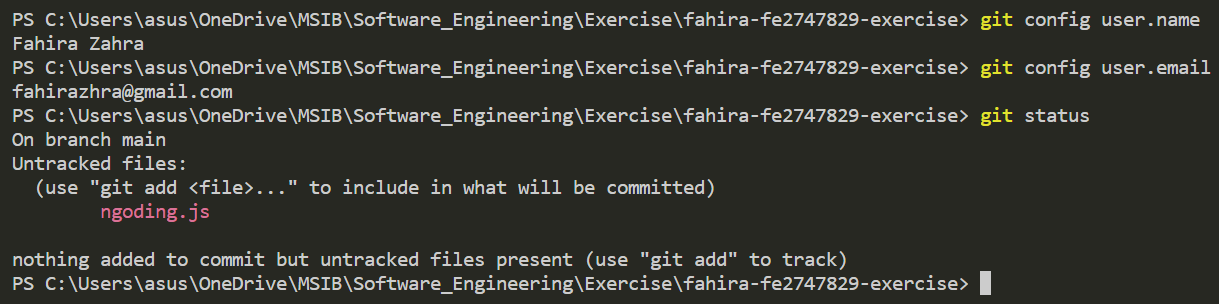 PS C:\Users\asus\OneDrive\MSIB\Software_Engineering\Exercise\fahira-fe2747829-exercise> git config user.name
Fahira Zahra
PS C:\Users\asus\OneDrive\MSIB\Software_Engineering\Exercise\fahira-fe2747829-exercise> git config user.email
fahirazhra@gmail.com
PS C:\Users\asus\OneDrive\MSIB\Software_Engineering\Exercise\fahira-fe2747829-exercise> git status
On branch main
Untracked files:
  (use "git add <file>..." to include in what will be committed)
        ngoding.js

nothing added to commit but untracked files present (use "git add" to track)
PS C:\Users\asus\OneDrive\MSIB\Software_Engineering\Exercise\fahira-fe2747829-exercise>